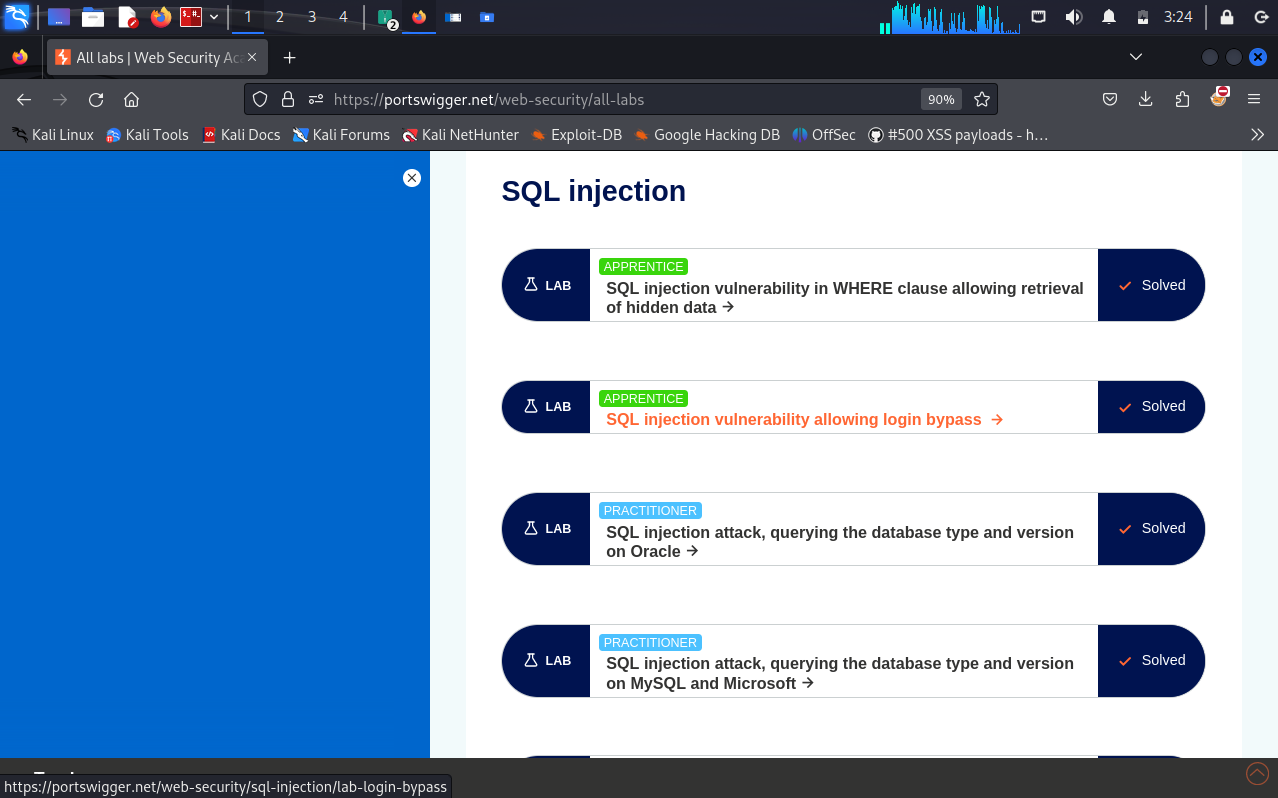 1 2 3 4 2 3:24
All labs | Web Security Aca
https://portswigger.net/web-security/all-labs 90%
Kali Linux Kali Tools Kali Docs Kali Forums Kali NetHunter Exploit-DB Google Hacking DB OffSec #500 XSS payloads - h…
SQL injection
APPRENTICE
LAB
SQL injection vulnerability in WHERE clause allowing retrieval
of hidden data
Solved
APPRENTICE
LAB
SQL injection vulnerability allowing login bypass
Solved
PRACTITIONER
LAB
SQL injection attack, querying the database type and version
on Oracle
Solved
PRACTITIONER
LAB
SQL injection attack, querying the database type and version
on MySQL and Microsoft
Solved
https://portswigger.net/web-security/sql-injection/lab-login-bypass